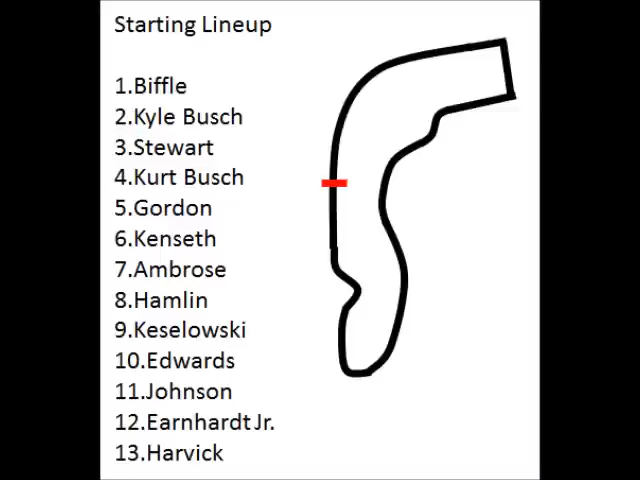 Starting Lineup
1.Biffle
2.Kyle Busch
3.Stewart
4.Kurt Busch
5.Gordon
6.Kenseth
7.Ambrose
8.Hamlin
9.Keselowski
10.Edwards
11.Johnson
12.Earnhardt Jr.
13.Harvick